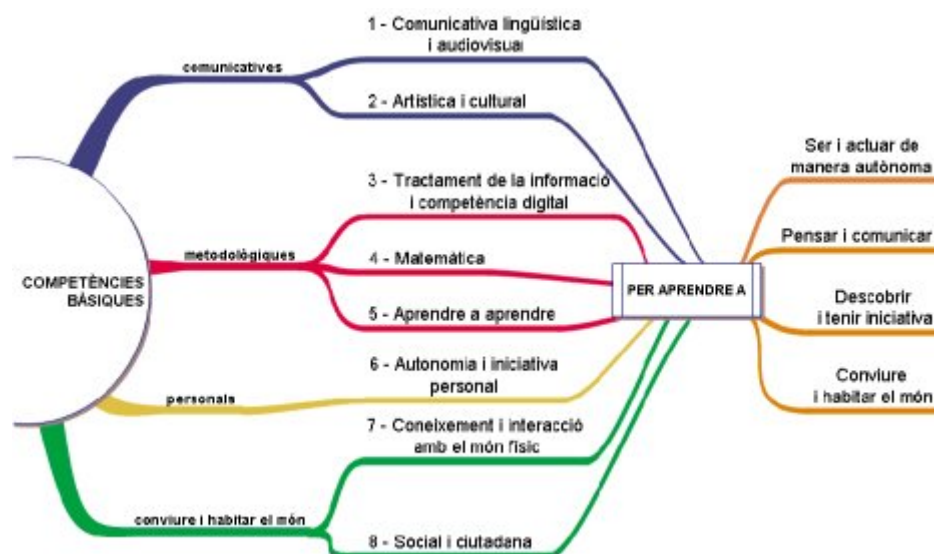 COMPETÈNCIES
BÀSIQUES
comunicatives
1 - Comunicativa lingüística
i audiovisual
2 - Artística i cultural
metodològiques
3 - Tractament de la informació
i competència digital
4 - Matemàtica
5 - Aprendre a aprendre
personals
6 - Autonomia i iniciativa
personal
conviure i habitar el món
7 - Coneixement i interacció
amb el món físic
8 - Social i ciutadana
PER APRENDRE A
Ser i actuar de
manera autònoma
Pensar i comunicar
Descobrir
i tenir iniciativa
Conviure
i habitar el món